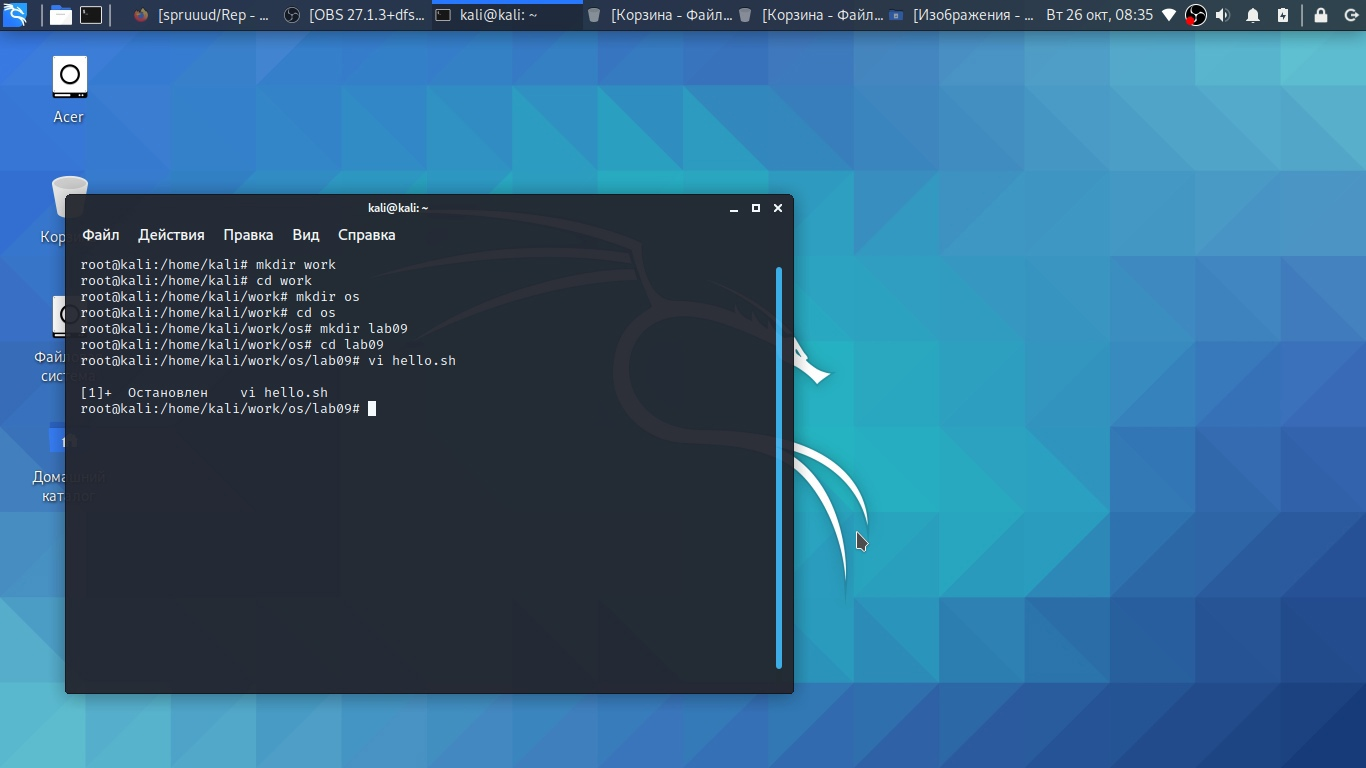 [spruuud/Rep - ...
[OBS 27.1.3+dfs...
kali@kali: ~
[Корзина - Файл...
[Корзина - Файл...
[Изображения - ...
Вт 26 окт, 08:35
Acer
kali@kali: ~
Файл Действия Правка Вид Справка
root@kali:/home/kali# mkdir work
root@kali:/home/kali# cd work
root@kali:/home/kali/work# mkdir os
root@kali:/home/kali/work# cd os
root@kali:/home/kali/work/os# mkdir lab09
root@kali:/home/kali/work/os# cd lab09
root@kali:/home/kali/work/os/lab09# vi hello.sh
[1]+  Остановлен    vi hello.sh
root@kali:/home/kali/work/os/lab09#
Домашний
каталог